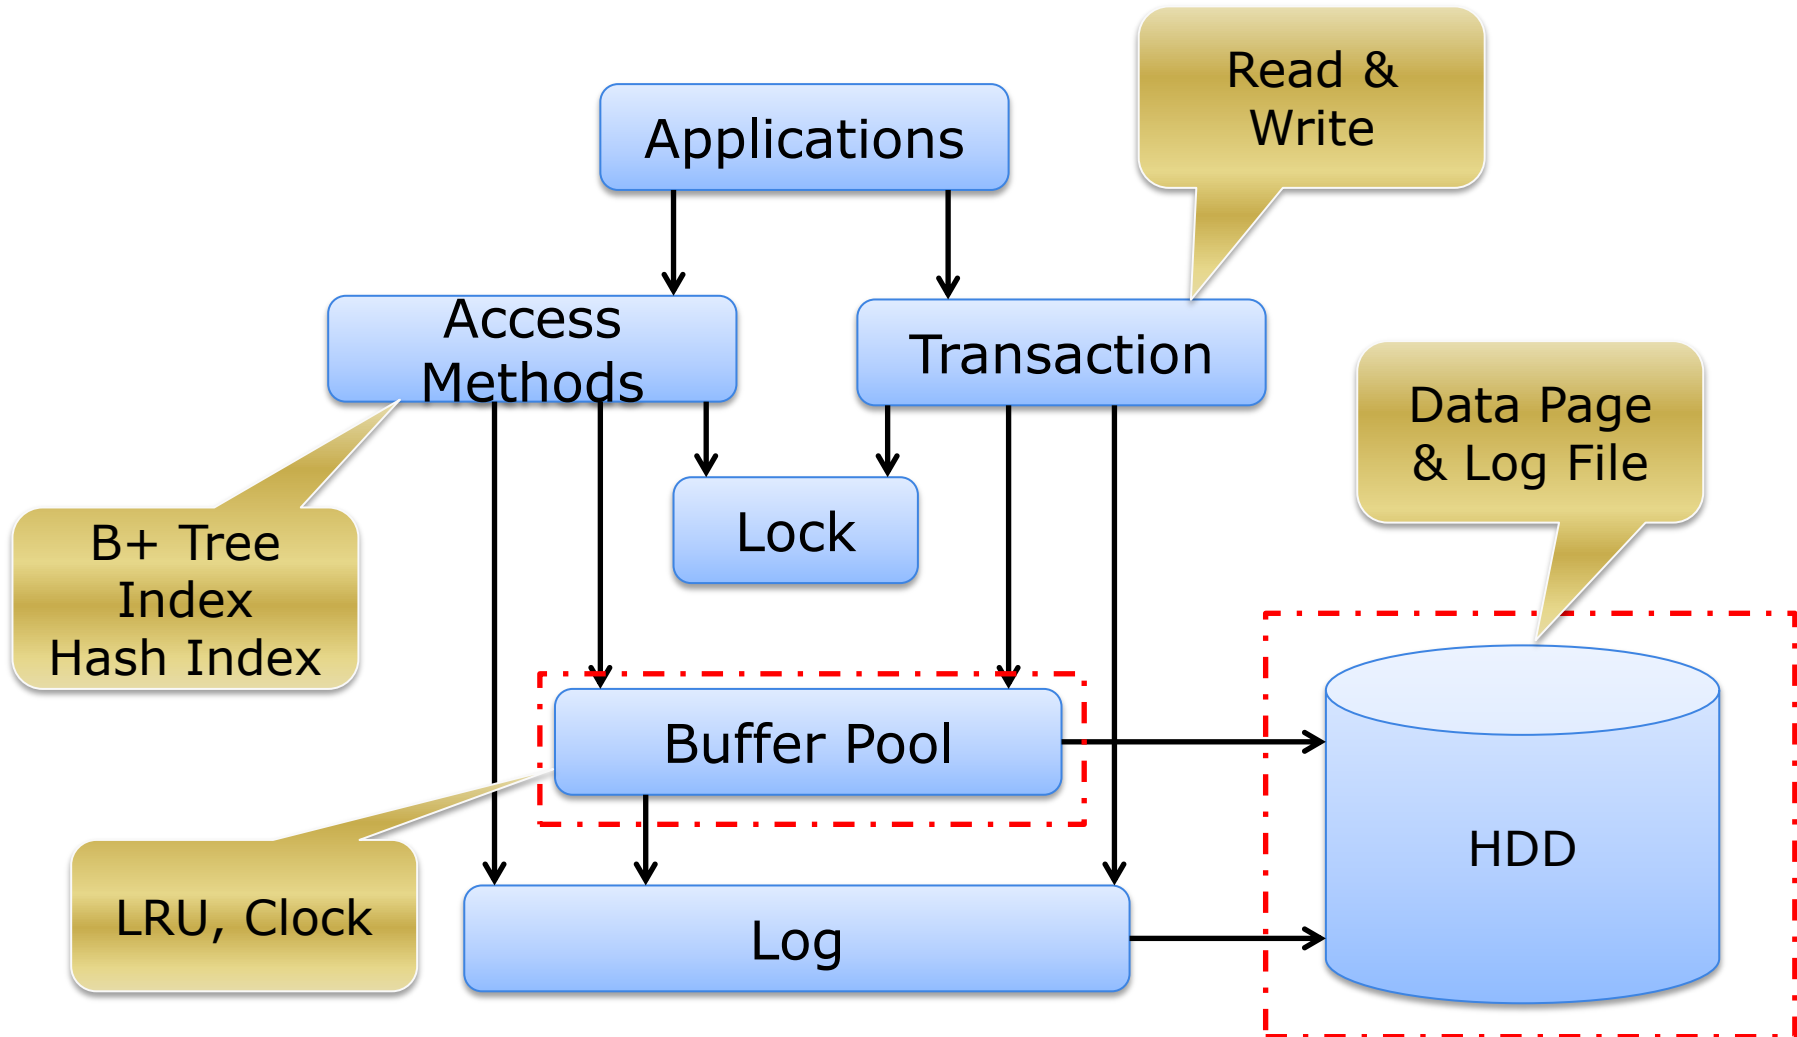 Read &
Write
Applications
Access
Methods
Transaction
Data Page
& Log File
Lock
B+ Tree
Index
Hash Index
Buffer Pool
HDD
LRU, Clock
Log